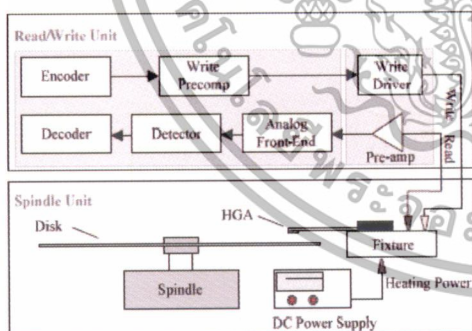 Read/Write Unit
Encoder
Write Precomp
Write Driver
Decoder
Detector
Analog Front-End
Pre-amp
Write
Read
Spindle Unit
Disk
HGA
Fixture
Spindle
Heating Power
DC Power Supply